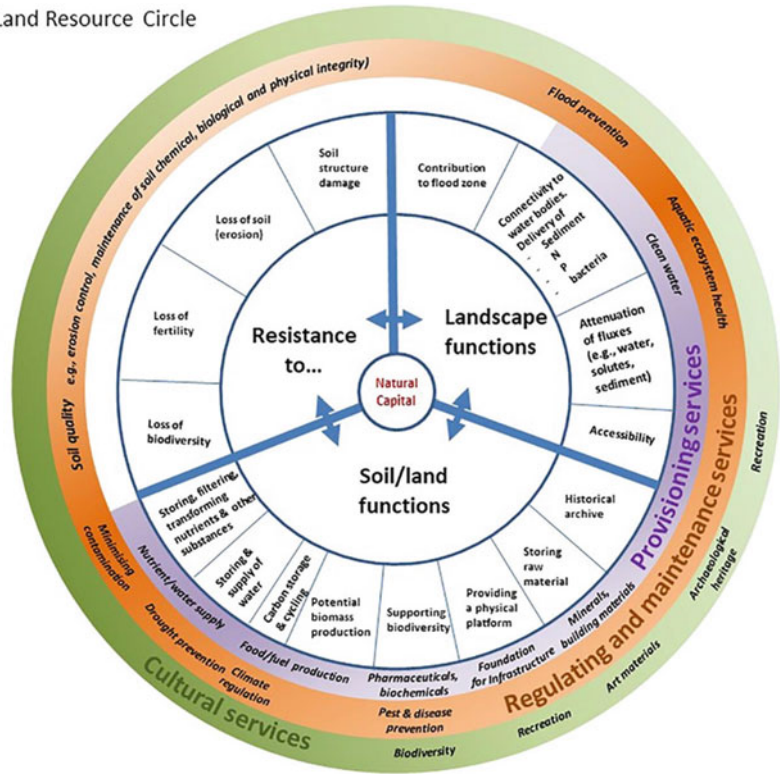 Land Resource Circle
e.g., erosion control, maintenance of soil chemical, biological and physical integrity)
Soil quality
Flood prevention
Aquatic ecosystem health
Clean water
Soil
structure
damage
Contribution
to flood zone
Connectivity to
water bodies,
Delivery of
- Sediment
- N
- P
- bacteria
Loss of soil
(erosion)
Loss of
fertility
Loss of
biodiversity
Attenuation
of fluxes
(e.g., water,
solutes,
sediment)
Accessibility
Resistance
to...
Landscape
functions
Natural
Capital
Soil/land
functions
Storing, filtering,
transforming
nutrients & other
substances
Storing &
supply of
water
Carbon storage
& cycling
Potential
biomass
production
Supporting
biodiversity
Providing
a physical
platform
Storing
raw
material
Historical
archive
Provisioning services
Regulating and maintenance services
Cultural services
Minimising
contamination
Nutrient/water supply
Drought prevention
Climate
regulation
Food/fuel production
Pharmaceuticals,
biochemicals
Foundation
for Infrastructure
Minerals,
building materials
Pest & disease
prevention
Biodiversity
Recreation
Art materials
Archaeological
heritage
Recreation